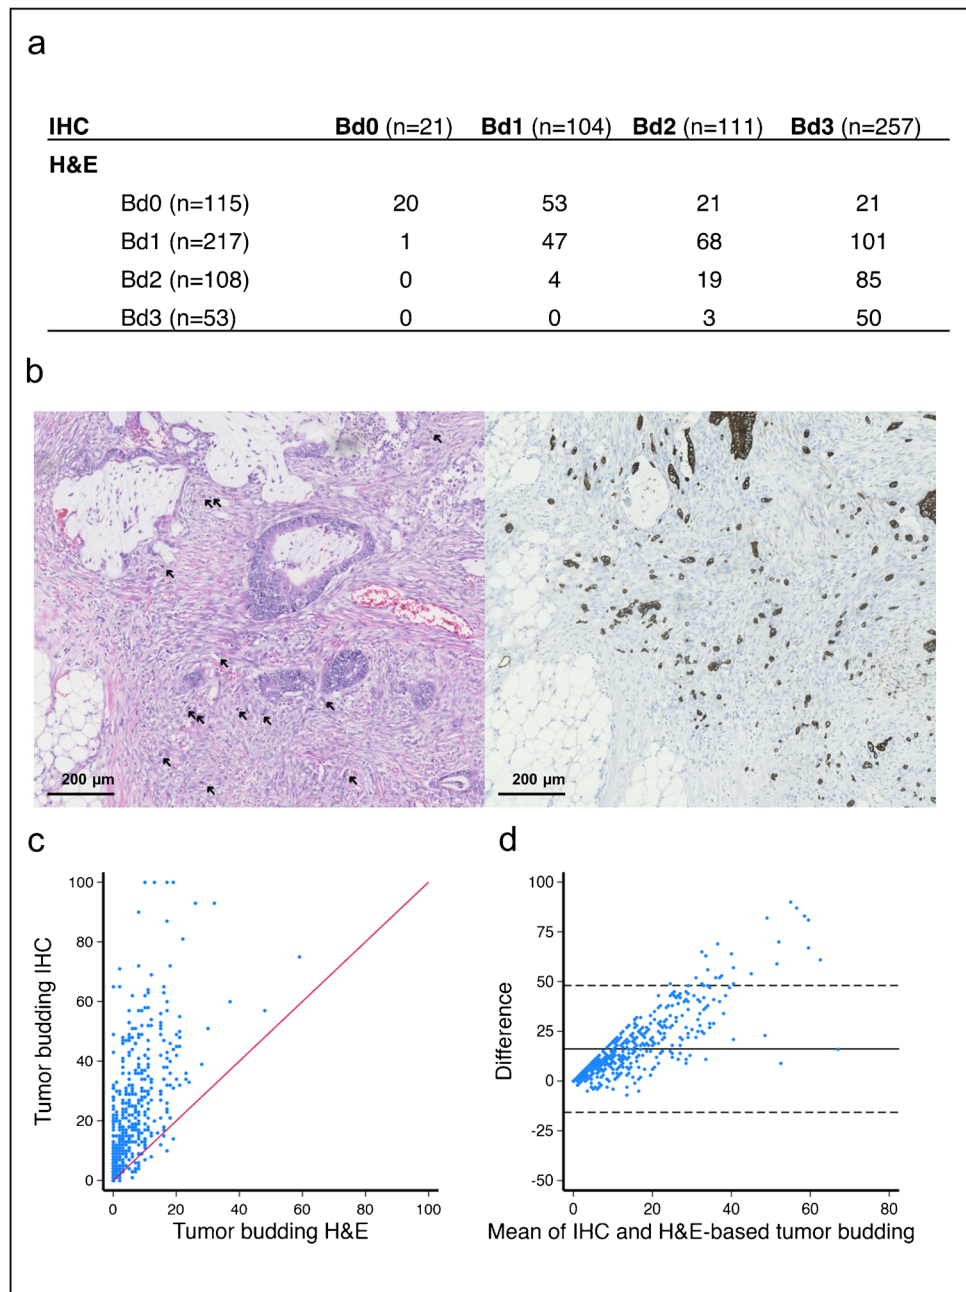 a
IHC Bd0 (n=21) Bd1 (n=104) Bd2 (n=111) Bd3 (n=257)
H&E
Bd0 (n=115) 20 53 21 21
Bd1 (n=217) 1 47 68 101
Bd2 (n=108) 0 4 19 85
Bd3 (n=53) 0 0 3 50
b
200 µm 200 µm
c
100
80
60
40
20
0
0 20 40 60 80 100
Tumor budding IHC
Tumor budding H&E
d
100
75
50
25
0
-25
-50
0 20 40 60 80
Difference
Mean of IHC and H&E-based tumor budding